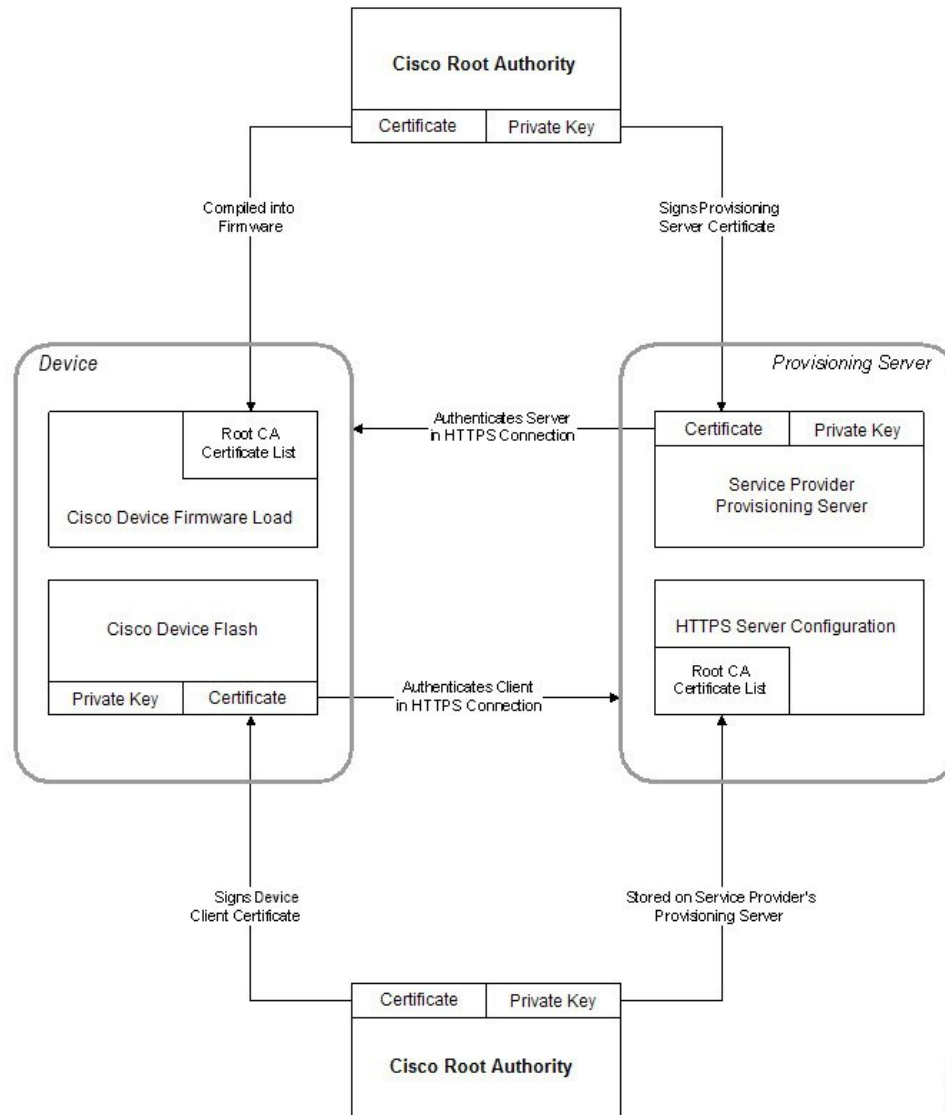 Cisco Root Authority
Certificate
Private Key
Compiled into
Firmware
Signs Provisioning
Server Certificate
Device
Provisioning Server
Root CA
Certificate List
Cisco Device Firmware Load
Authenticates Server
in HTTPS Connection
Certificate
Private Key
Service Provider
Provisioning Server
Cisco Device Flash
Private Key
Certificate
Authenticates Client
in HTTPS Connection
HTTPS Server Configuration
Root CA
Certificate List
Signs Device
Client Certificate
Stored on Service Provider's
Provisioning Server
Certificate
Private Key
Cisco Root Authority